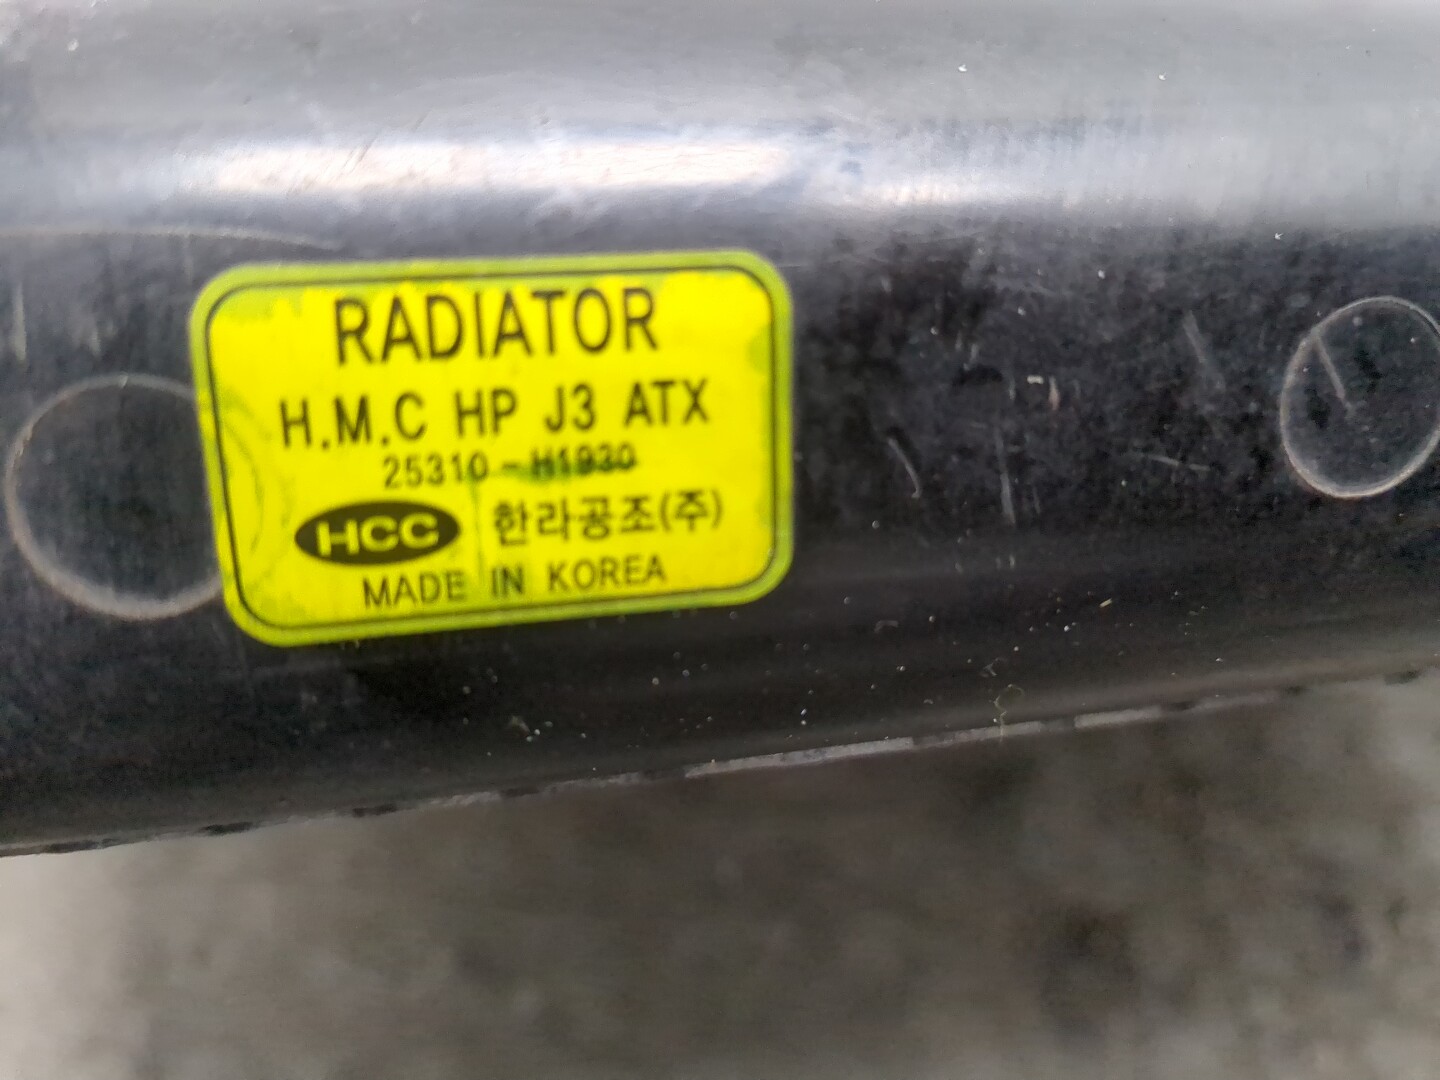 RADIATOR
H.M.C HP J3 ATX
25310-H1930
HCC 한라공조(주)
MADE IN KOREA